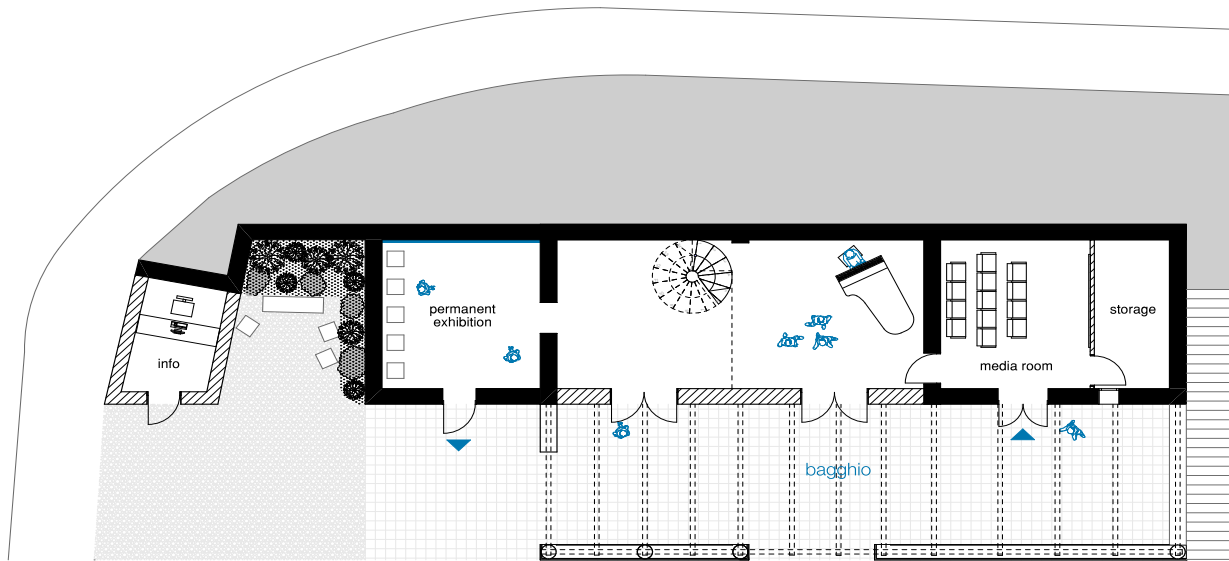 permanent
exhibition
storage
info
media room
bagghio